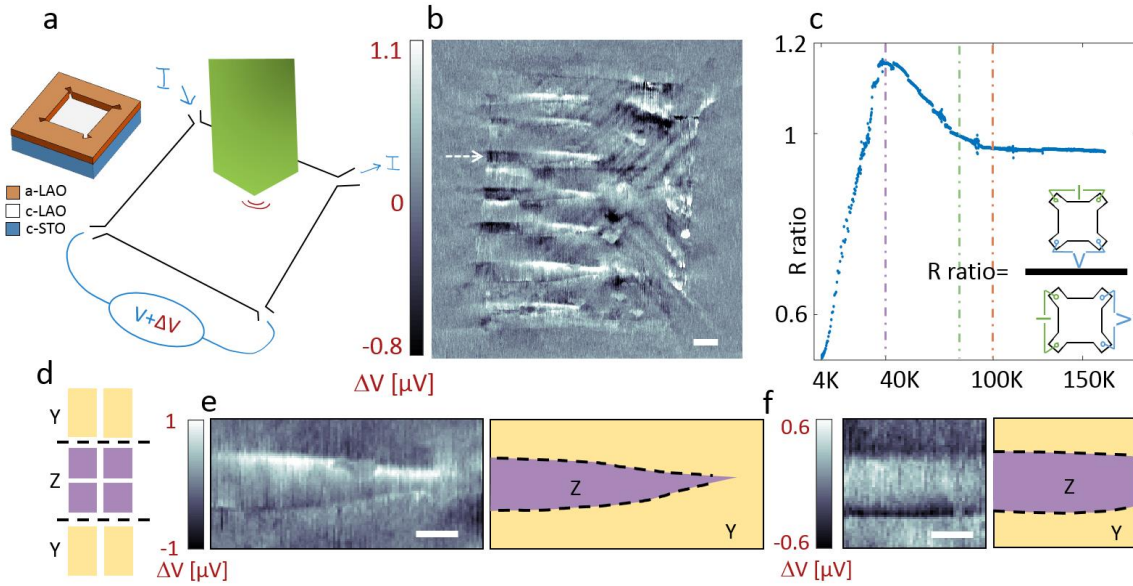 a
I
I
a-LAO
c-LAO
c-STO
V+ΔV
1.1
0
-0.8
ΔV [μV]
b
c
1.2
1
0.6
R ratio
4K
40K
100K
150K
R ratio=
I
V
I
V
d
Y
Z
Y
e
1
-1
ΔV [μV]
Z
Y
f
0.6
-0.6
ΔV [μV]
Z
Y